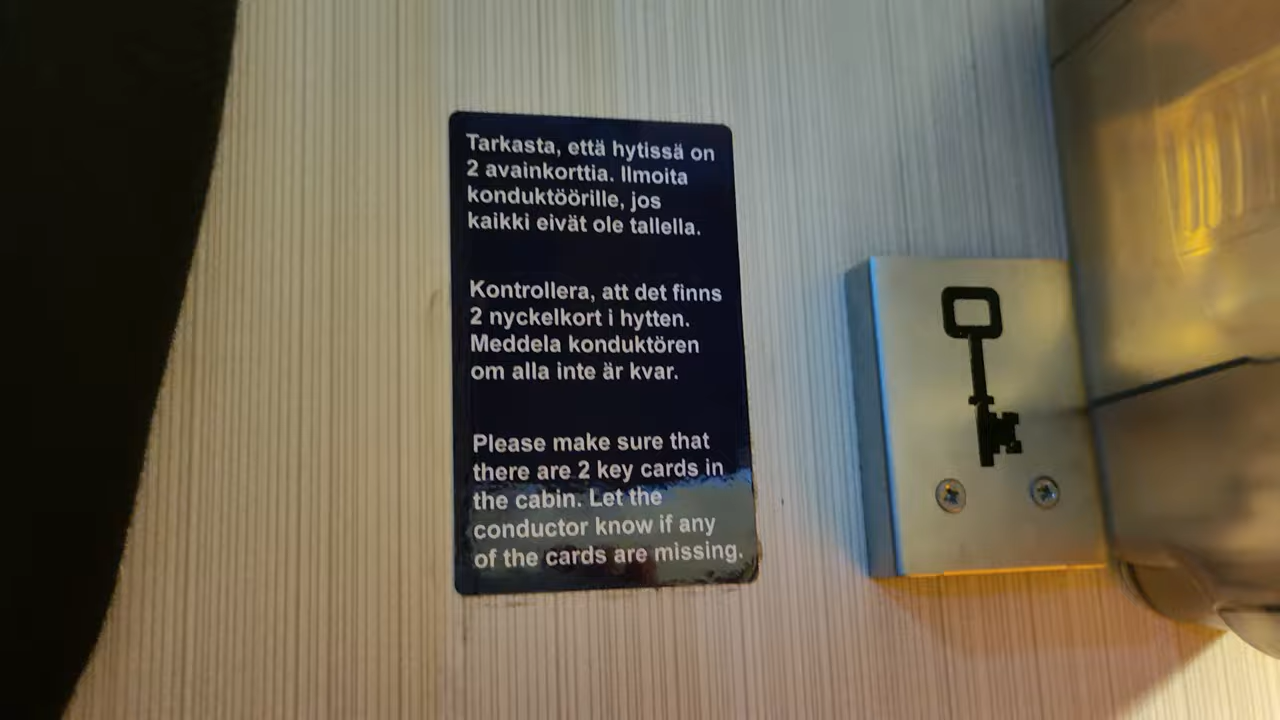 Tarkasta, että hytissä on
2 avainkorttia. Ilmoita
konduktöörille, jos
kaikki eivät ole tallella.
Kontrollera, att det finns
2 nyckelkort i hytten.
Meddela konduktören
om alla inte är kvar.
Please make sure that
there are 2 key cards in
the cabin. Let the
conductor know if any
of the cards are missing.